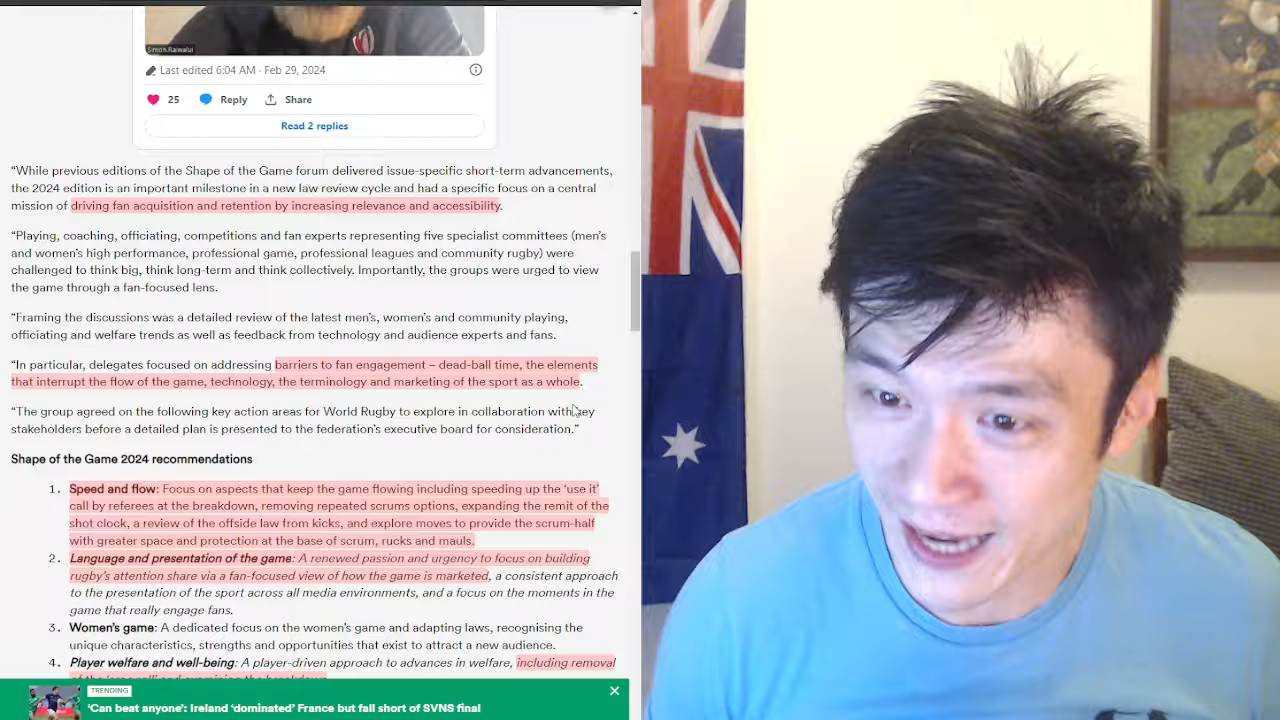 Simon.Raiwalui
Last edited 6:04 AM · Feb 29, 2024
25 Reply Share
Read 2 replies
“While previous editions of the Shape of the Game forum delivered issue-specific short-term advancements,
the 2024 edition is an important milestone in a new law review cycle and had a specific focus on a central
mission of driving fan acquisition and retention by increasing relevance and accessibility.
“Playing, coaching, officiating, competitions and fan experts representing five specialist committees (men’s
and women’s high performance, professional game, professional leagues and community rugby) were
challenged to think big, think long-term and think collectively. Importantly, the groups were urged to view
the game through a fan-focused lens.
“Framing the discussions was a detailed review of the latest men’s, women’s and community playing,
officiating and welfare trends as well as feedback from technology and audience experts and fans.
“In particular, delegates focused on addressing barriers to fan engagement – dead-ball time, the elements
that interrupt the flow of the game, technology, the terminology and marketing of the sport as a whole.
“The group agreed on the following key action areas for World Rugby to explore in collaboration with key
stakeholders before a detailed plan is presented to the federation’s executive board for consideration.”
Shape of the Game 2024 recommendations
1. Speed and flow: Focus on aspects that keep the game flowing including speeding up the ‘use it’
call by referees at the breakdown, removing repeated scrums options, expanding the remit of the
shot clock, a review of the offside law from kicks, and explore moves to provide the scrum-half
with greater space and protection at the base of scrum, rucks and mauls.
2. Language and presentation of the game: A renewed passion and urgency to focus on building
rugby’s attention share via a fan-focused view of how the game is marketed, a consistent approach
to the presentation of the sport across all media environments, and a focus on the moments in the
game that really engage fans.
3. Women’s game: A dedicated focus on the women’s game and adapting laws, recognising the
unique characteristics, strengths and opportunities that exist to attract a new audience.
4. Player welfare and well-being: A player-driven approach to advances in welfare, including removal
TRENDING
‘Can beat anyone’: Ireland ‘dominated’ France but fall short of SVNS final